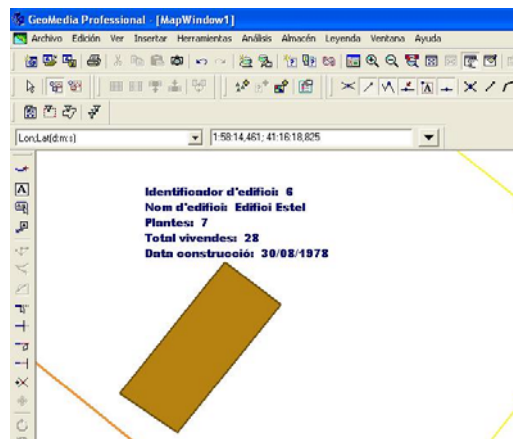 GeoMedia Professional - [MapWindow1]
Archivo Edición Ver Insertar Herramientas Análisis Almacén Leyenda Ventana Ayuda
Lon;Lat(d:m:s) 1:58:14,461; 41:16:18,825
Identificador d'edifici: 6
Nom d'edifici: Edifici Estel
Plantes: 7
Total vivendes: 28
Data construcció: 30/08/1978